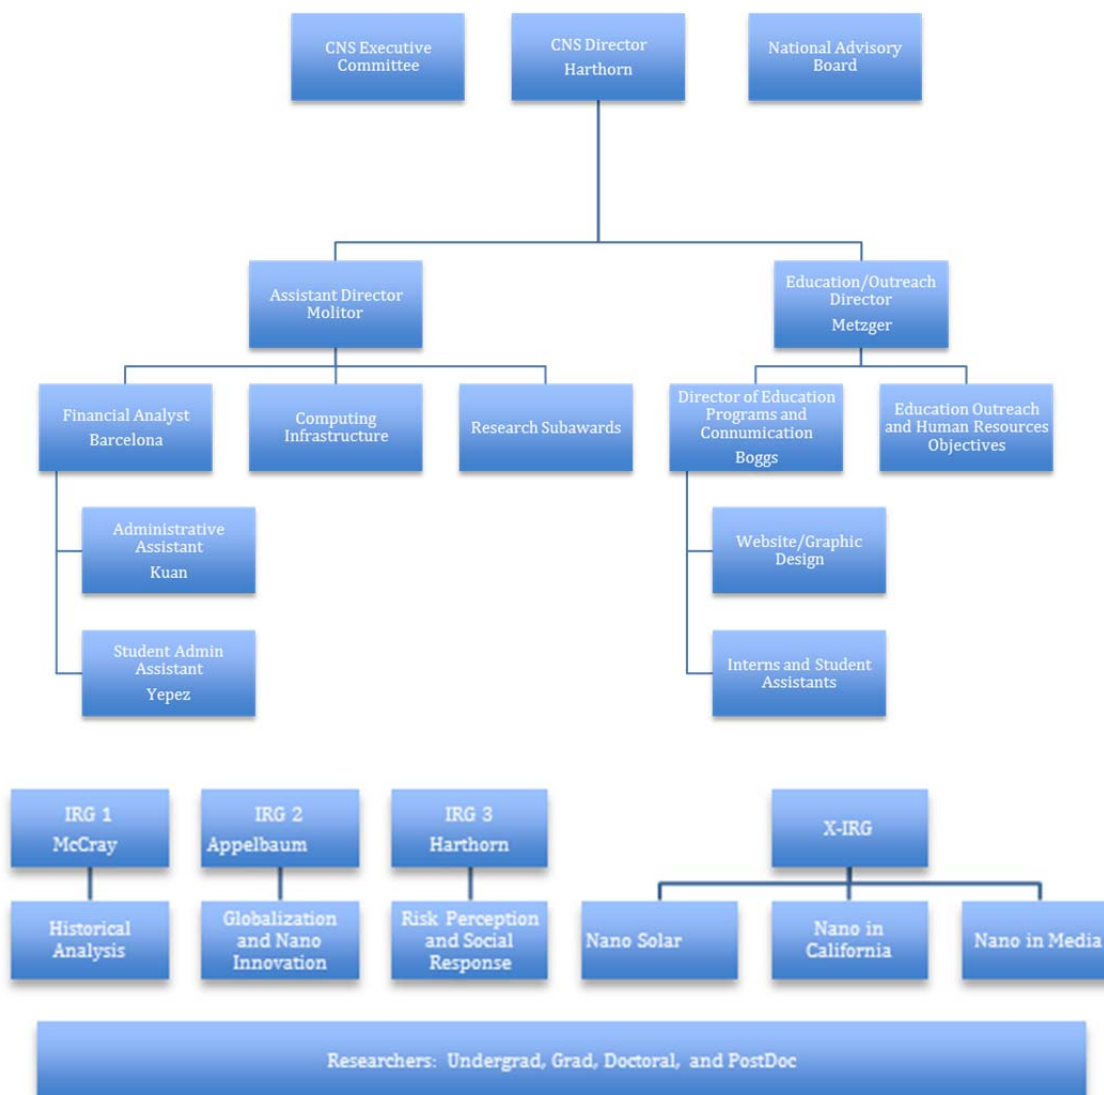 CNS Executive
Committee
CNS Director
Harthorn
National Advisory
Board
Assistant Director
Molitor
Education/Outreach
Director
Metzger
Financial Analyst
Barcelona
Computing
Infrastructure
Research Subawards
Director of Education
Programs and
Connumication
Boggs
Education Outreach
and Human Resources
Objectives
Administrative
Assistant
Kuan
Website/Graphic
Design
Student Admin
Assistant
Yepez
Interns and Student
Assistants
IRG 1
McCray
IRG 2
Appelbaum
IRG 3
Harthorn
X-IRG
Historical
Analysis
Globalization
and Nano
Innovation
Risk Perception
and Social
Response
Nano Solar
Nano in
California
Nano in Media
Researchers: Undergrad, Grad, Doctoral, and PostDoc